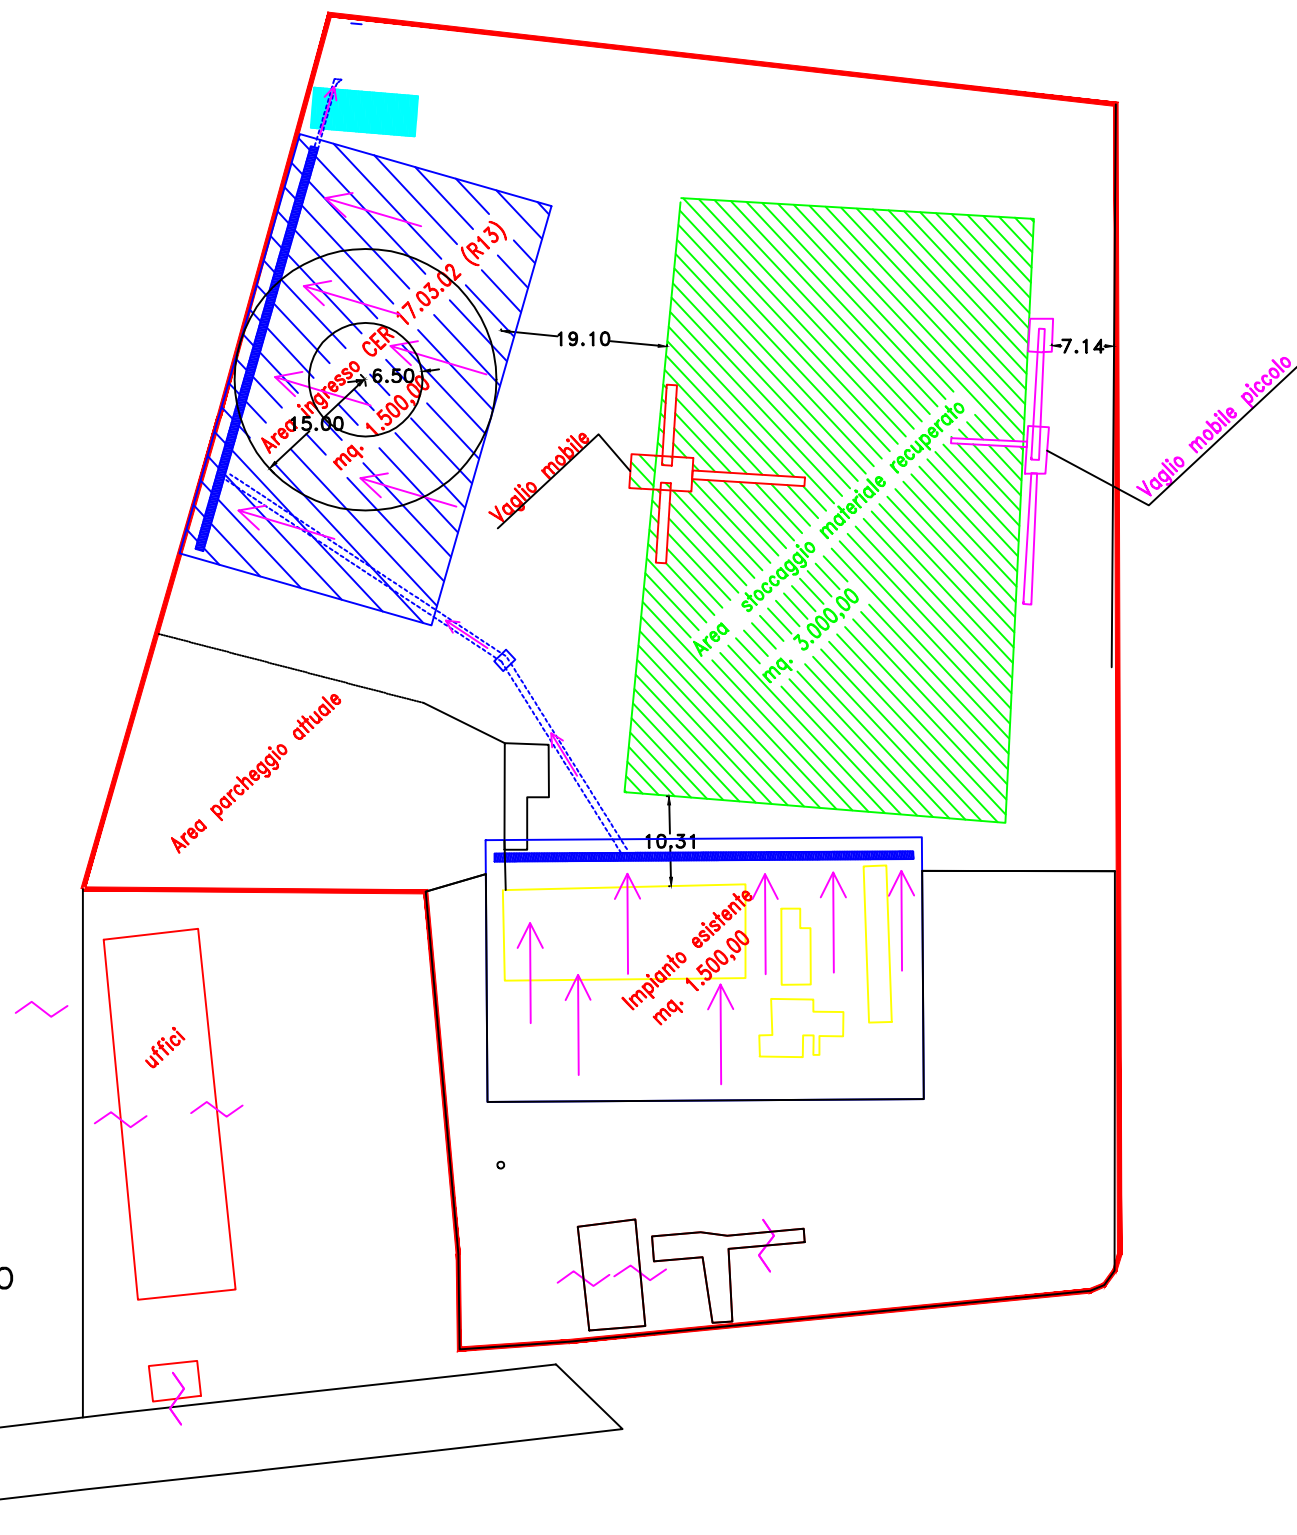 Area ingresso CER 17.03.02 (R13)
mq. 1.500,00
6.50
15.00
19.10
7.14
Vaglio mobile
Vaglio mobile piccolo
Area stoccaggio materiale recuperato
mq. 3.000,00
Area parcheggio attuale
10,31
Impianto esistente
mq. 1.500,00
uffici
O